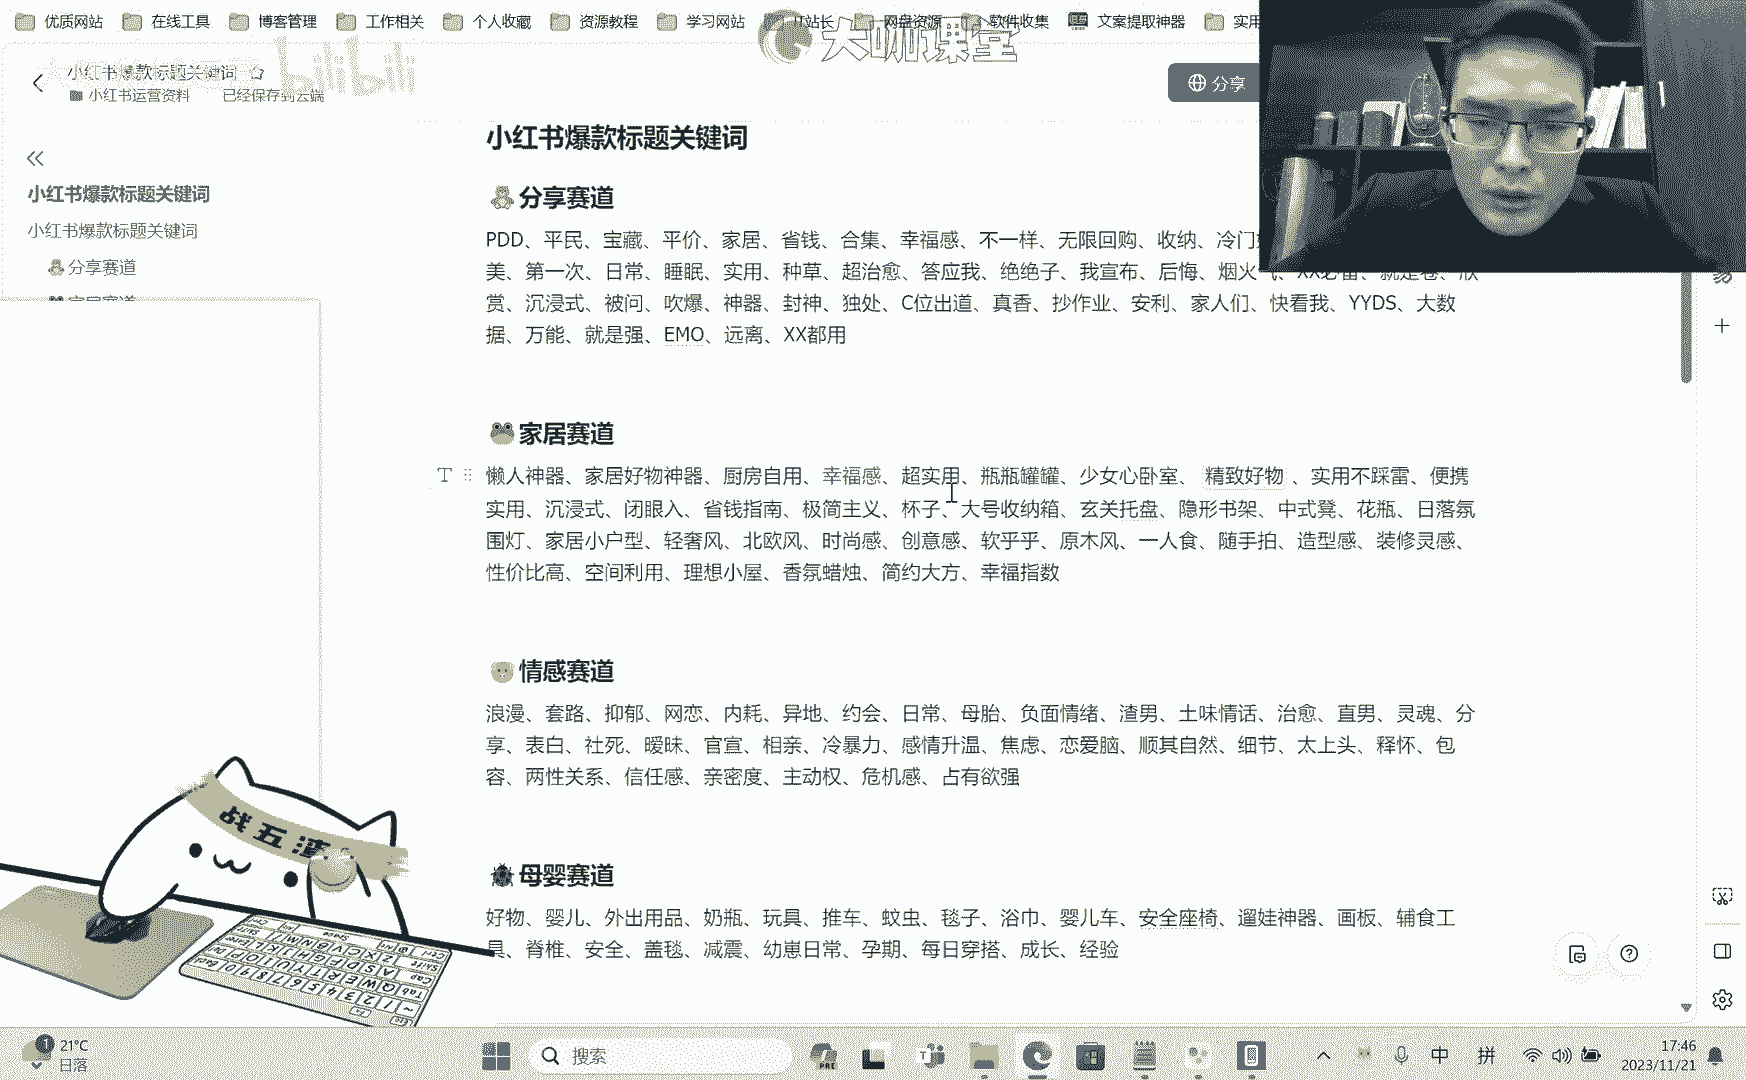 优质网站 在线工具 博客管理 工作相关 个人收藏 资源教程 学习网站 IT站长 网盘资源 软件收集 文案提取神器 实用
大咖课堂
bilibili
小红书爆款标题关键词
小红书运营资料 已经保存到云端
分享
小红书爆款标题关键词
小红书爆款标题关键词
分享赛道
小红书爆款标题关键词
分享赛道
PDD、平民、宝藏、平价、家居、省钱、合集、幸福感、不一样、无限回购、收纳、冷门
美、第一次、日常、睡眠、实用、种草、超治愈、答应我、绝绝子、我宣布、后悔、烟火气、XX必备、就是卷、欣
赏、沉浸式、被问、吹爆、神器、封神、独处、C位出道、真香、抄作业、安利、家人们、快看我、YYDS、大数
据、万能、就是强、EMO、远离、XX都用
家居赛道
懒人神器、家居好物神器、厨房自用、幸福感、超实用、瓶瓶罐罐、少女心卧室、 精致好物 、实用不踩雷、便携
实用、沉浸式、闭眼入、省钱指南、极简主义、杯子、大号收纳箱、玄关托盘、隐形书架、中式凳、花瓶、日落氛
围灯、家居小户型、轻奢风、北欧风、时尚感、创意感、软乎乎、原木风、一人食、随手拍、造型感、装修灵感、
性价比高、空间利用、理想小屋、香氛蜡烛、简约大方、幸福指数
情感赛道
浪漫、套路、抑郁、网恋、内耗、异地、约会、日常、母胎、负面情绪、渣男、土味情话、治愈、直男、灵魂、分
享、表白、社死、暧昧、官宣、相亲、冷暴力、感情升温、焦虑、恋爱脑、顺其自然、细节、太上头、释怀、包
容、两性关系、信任感、亲密度、主动权、危机感、占有欲强
母婴赛道
好物、婴儿、外出用品、奶瓶、玩具、推车、蚊虫、毯子、浴巾、婴儿车、安全座椅、遛娃神器、画板、辅食工
具、脊椎、安全、盖毯、减震、幼崽日常、孕期、每日穿搭、成长、经验
战五渣
21°C
日落
搜索
中 拼
17:46
2023/11/21